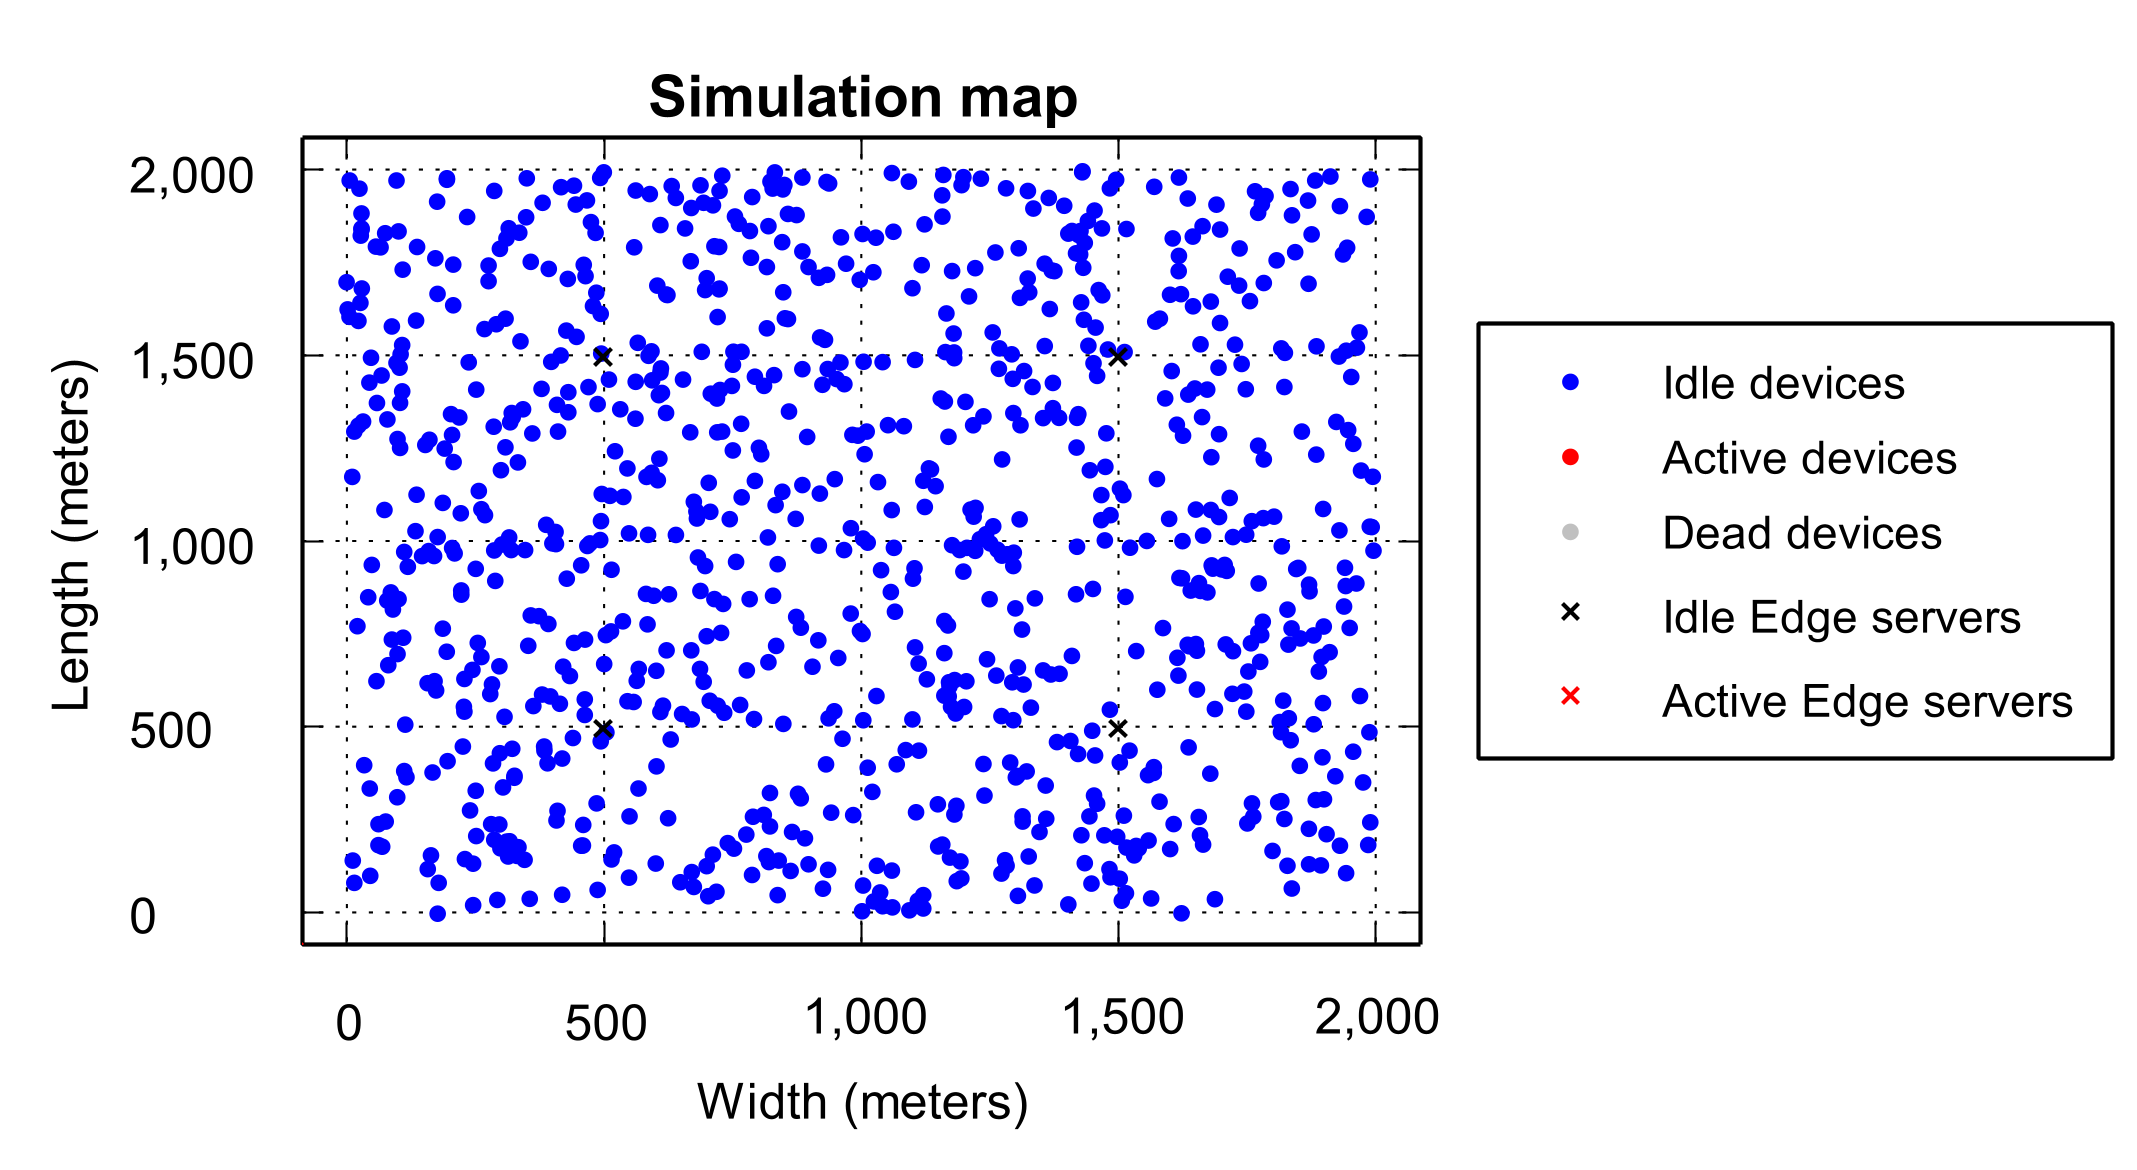 Simulation map
Length (meters)
2,000
1,500
1,000
500
0
0
500
1,000
1,500
2,000
Width (meters)
Idle devices
Active devices
Dead devices
Idle Edge servers
Active Edge servers